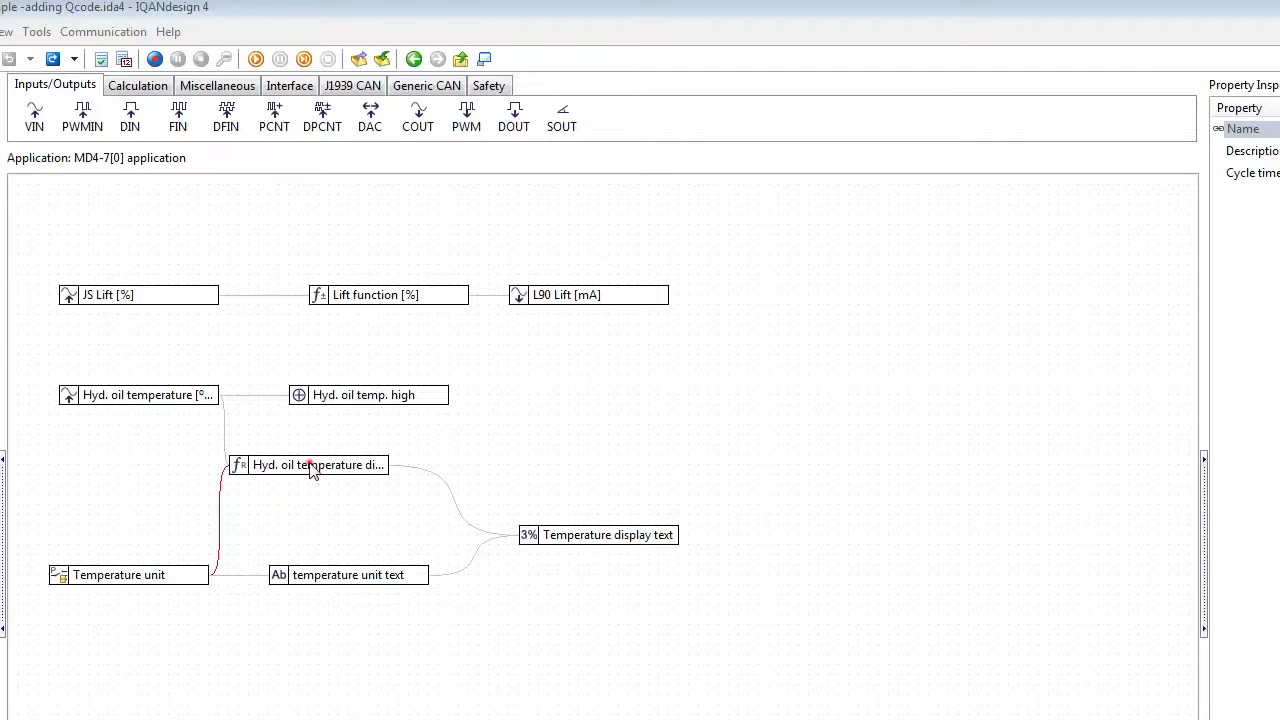 ple -adding Qcode.ida4 - IQANdesign 4
ew Tools Communication Help
Inputs/Outputs Calculation Miscellaneous Interface J1939 CAN Generic CAN Safety
VIN PWMIN DIN FIN DFIN PCNT DPCNT DAC COUT PWM DOUT SOUT
Application: MD4-7[0] application
Property Insp
Property
Name
Descriptio
Cycle time
JS Lift [%] f± Lift function [%] L90 Lift [mA]
Hyd. oil temperature [º... Hyd. oil temp. high
fR Hyd. oil temperature di...
3% Temperature display text
P Temperature unit Ab temperature unit text